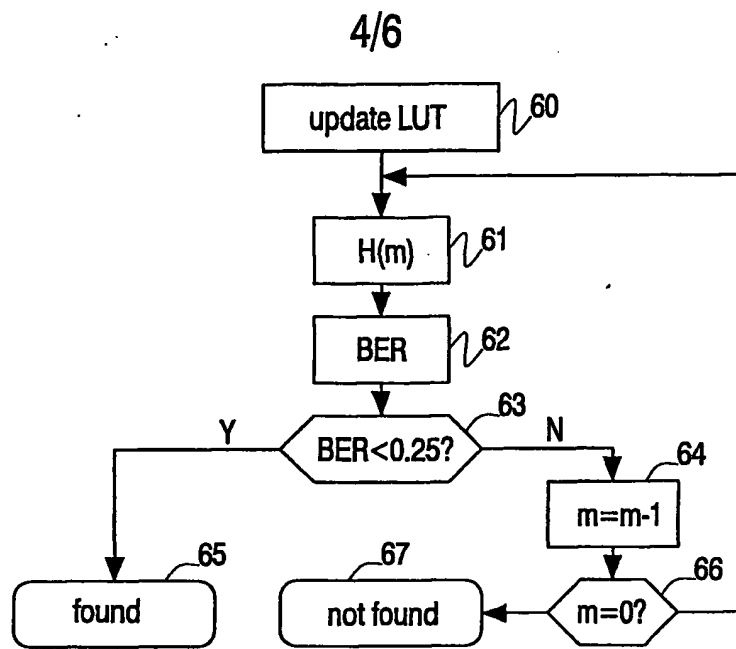 4/6
update LUT
60
H(m)
61
BER
62
BER<0.25?
63
Y
N
m=m-1
64
found
65
not found
67
m=0?
66